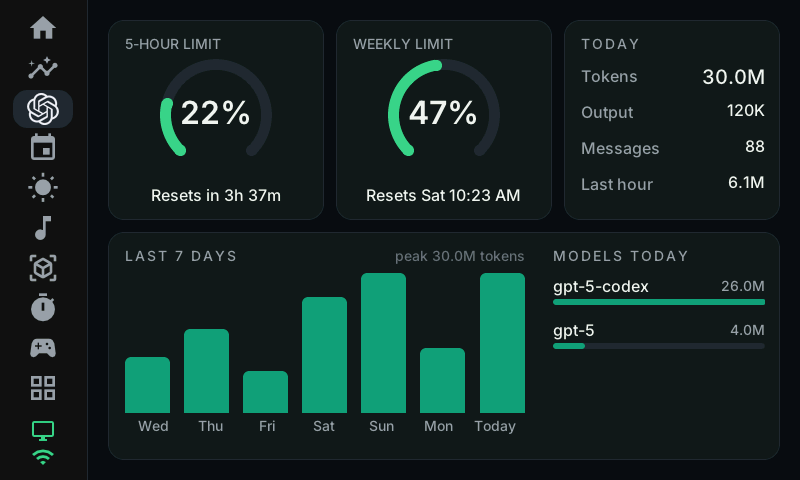 5-HOUR LIMIT
22%
Resets in 3h 37m
WEEKLY LIMIT
47%
Resets Sat 10:23 AM
TODAY
Tokens 30.0M
Output 120K
Messages 88
Last hour 6.1M
LAST 7 DAYS peak 30.0M tokens
Wed Thu Fri Sat Sun Mon Today
MODELS TODAY
gpt-5-codex 26.0M
gpt-5 4.0M